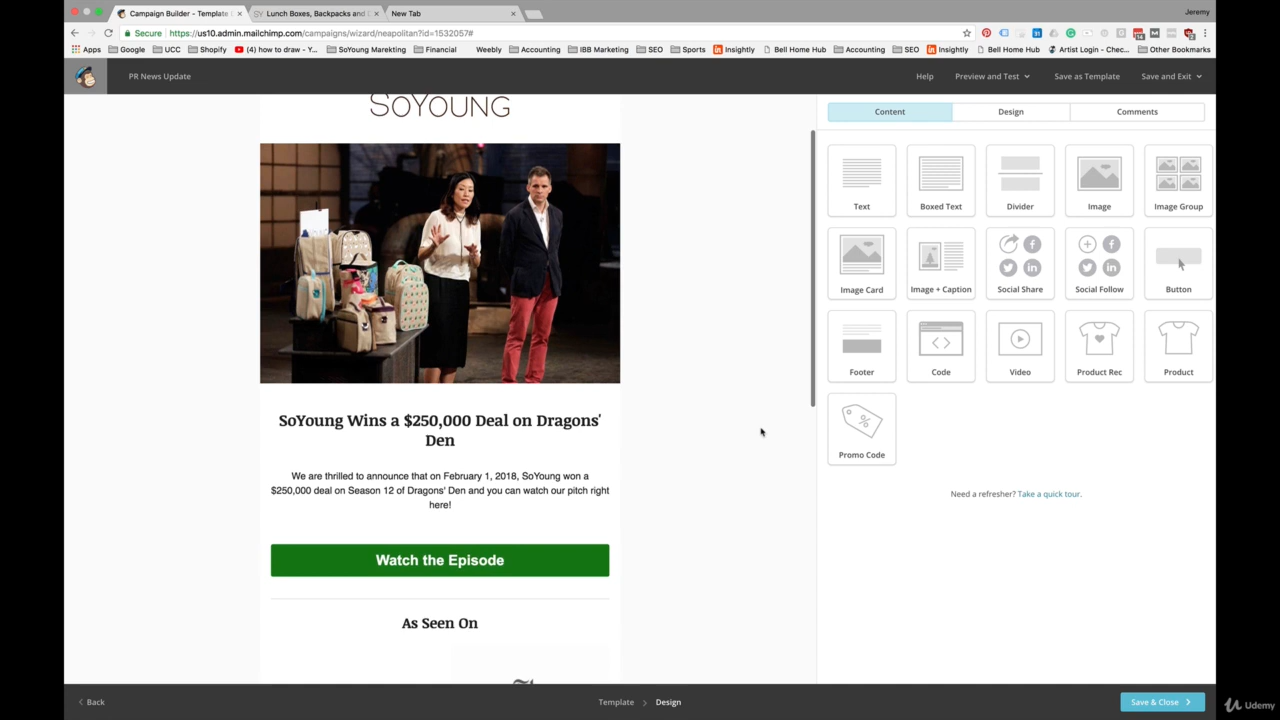 Campaign Builder - Template
Lunch Boxes, Backpacks and
New Tab
Jeremy
Secure
https://us10.admin.mailchimp.com/campaigns/wizard/neapolitan?id=1532057#
Apps
Google
UCC
Shopify
(4) how to draw - Y...
SoYoung Marekting
Financial
Weebly
Accounting
IBB Marketing
SEO
Sports
Insightly
Bell Home Hub
Accounting
SEO
Insightly
Bell Home Hub
Artist Login - Chec...
Other Bookmarks
PR News Update
Help
Preview and Test
Save as Template
Save and Exit
SOYOUNG
Content
Design
Comments
Text
Boxed Text
Divider
Image
Image Group
Image Card
Image + Caption
Social Share
Social Follow
Button
Footer
Code
Video
Product Rec
Product
Promo Code
Need a refresher? Take a quick tour.
SoYoung Wins a $250,000 Deal on Dragons'
Den
We are thrilled to announce that on February 1, 2018, SoYoung won a
$250,000 deal on Season 12 of Dragons' Den and you can watch our pitch right
here!
Watch the Episode
As Seen On
Back
Template
Design
Save & Close
Udemy